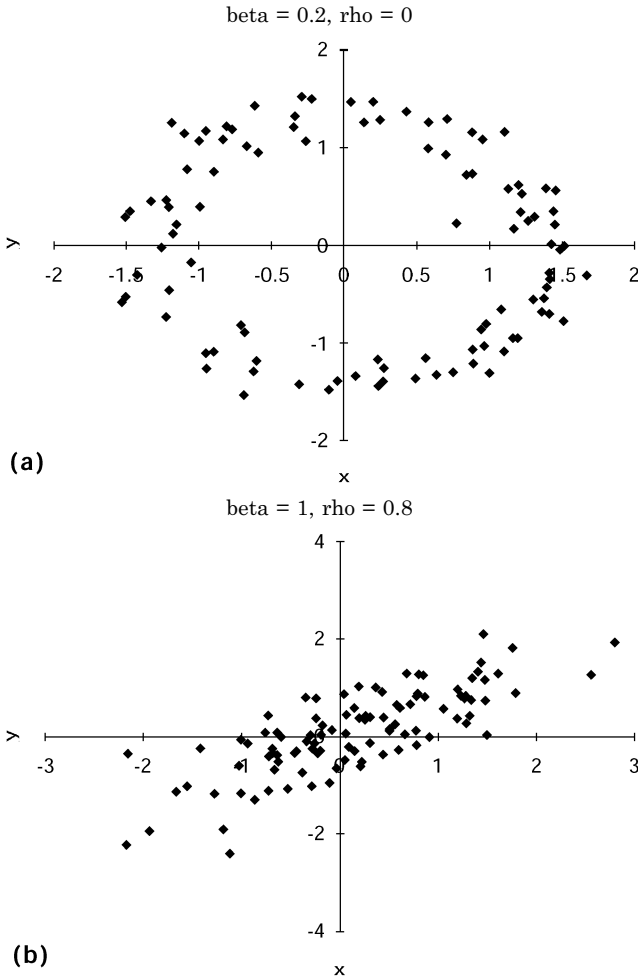 beta = 0.2, rho = 0
2
1
y
0
-2 -1.5 -1 -0.5 0 0.5 1 1.5 2
-1
-2
(a)
x
beta = 1, rho = 0.8
4
2
y
0
-3 -2 -1 0 1 2 3
-2
-4
(b)
x